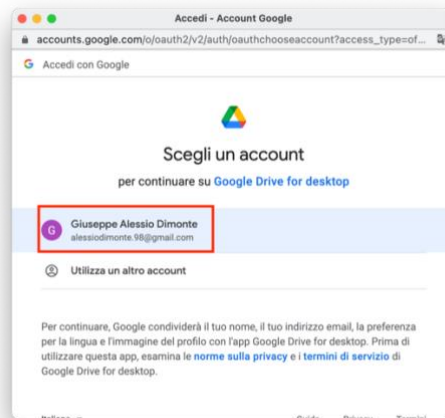 Accedi - Account Google
accounts.google.com/o/oauth2/v2/auth/oauthchooseaccount?access_type=of...
G Accedi con Google
Scegli un account
per continuare su Google Drive for desktop
G
Giuseppe Alessio Dimonte
alessiodimonte.98@gmail.com
Utilizza un altro account
Per continuare, Google condividerà il tuo nome, il tuo indirizzo email, la preferenza
per la lingua e l'immagine del profilo con l'app Google Drive for desktop. Prima di
utilizzare questa app, esamina le norme sulla privacy e i termini di servizio di
Google Drive for desktop.
Italiano Guida Privacy Termini